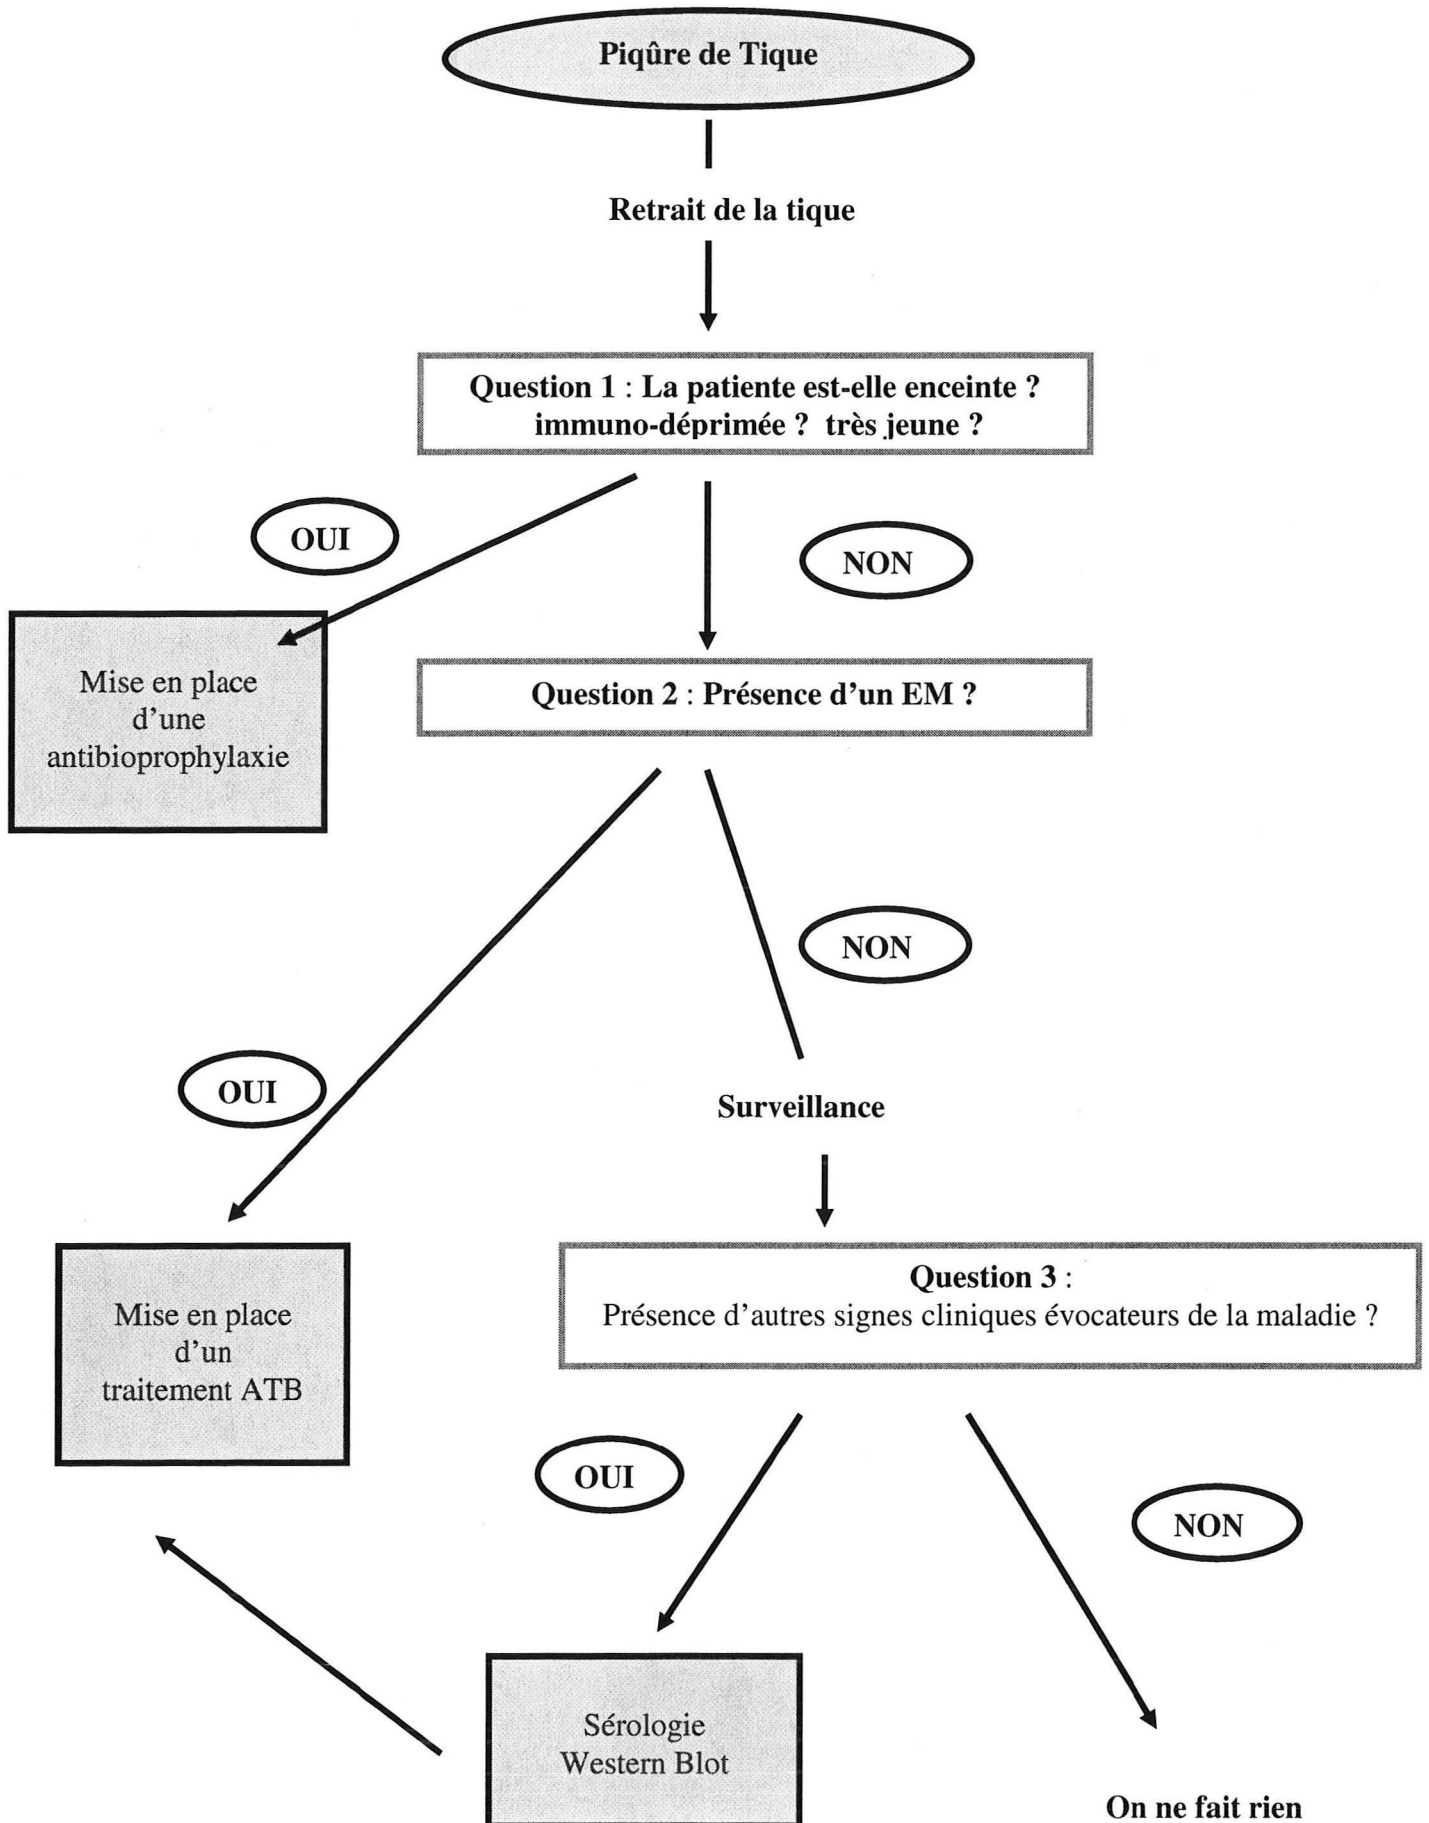 Piqûre de Tique
Retrait de la tique
Question 1 : La patiente est-elle enceinte ?
immuno-déprimée ? très jeune ?
OUI
NON
Mise en place
d'une
antibioprophylaxie
Question 2 : Présence d'un EM ?
NON
OUI
Surveillance
Mise en place
d'un
traitement ATB
Question 3 :
Présence d'autres signes cliniques évocateurs de la maladie ?
OUI
NON
Sérologie
Western Blot
On ne fait rien